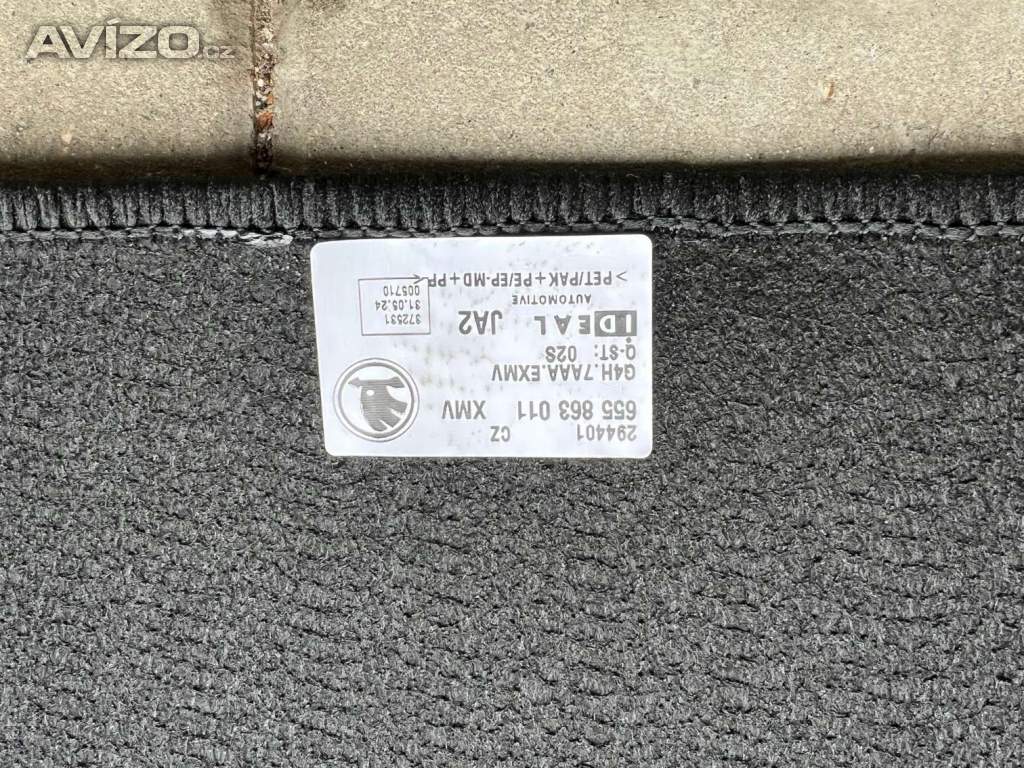 AVÍZO.cz
294401 CZ
655 863 011 XMV
G4H.7AAA.EXMV
Q-ST: 02S
IDEAL JA2
AUTOMOTIVE
372531
31.05.24
005710
>PET/PAK+PE/EP-MD+PP<